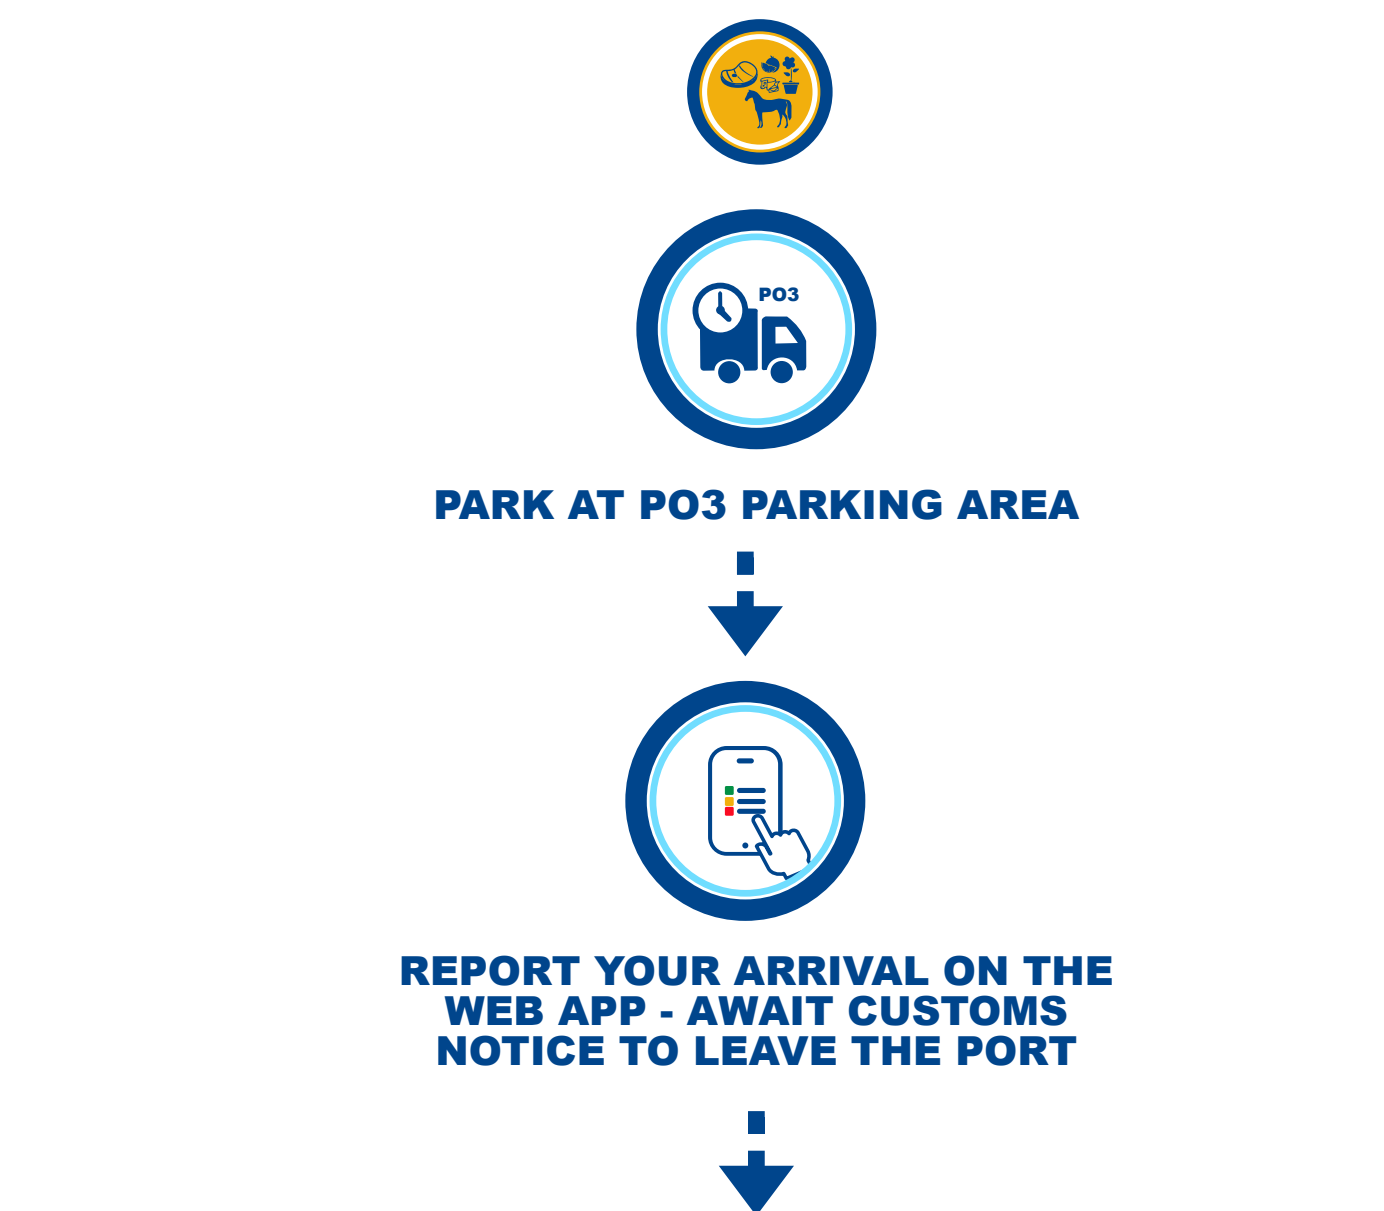 PO3
PARK AT PO3 PARKING AREA
REPORT YOUR ARRIVAL ON THE
WEB APP - AWAIT CUSTOMS
NOTICE TO LEAVE THE PORT